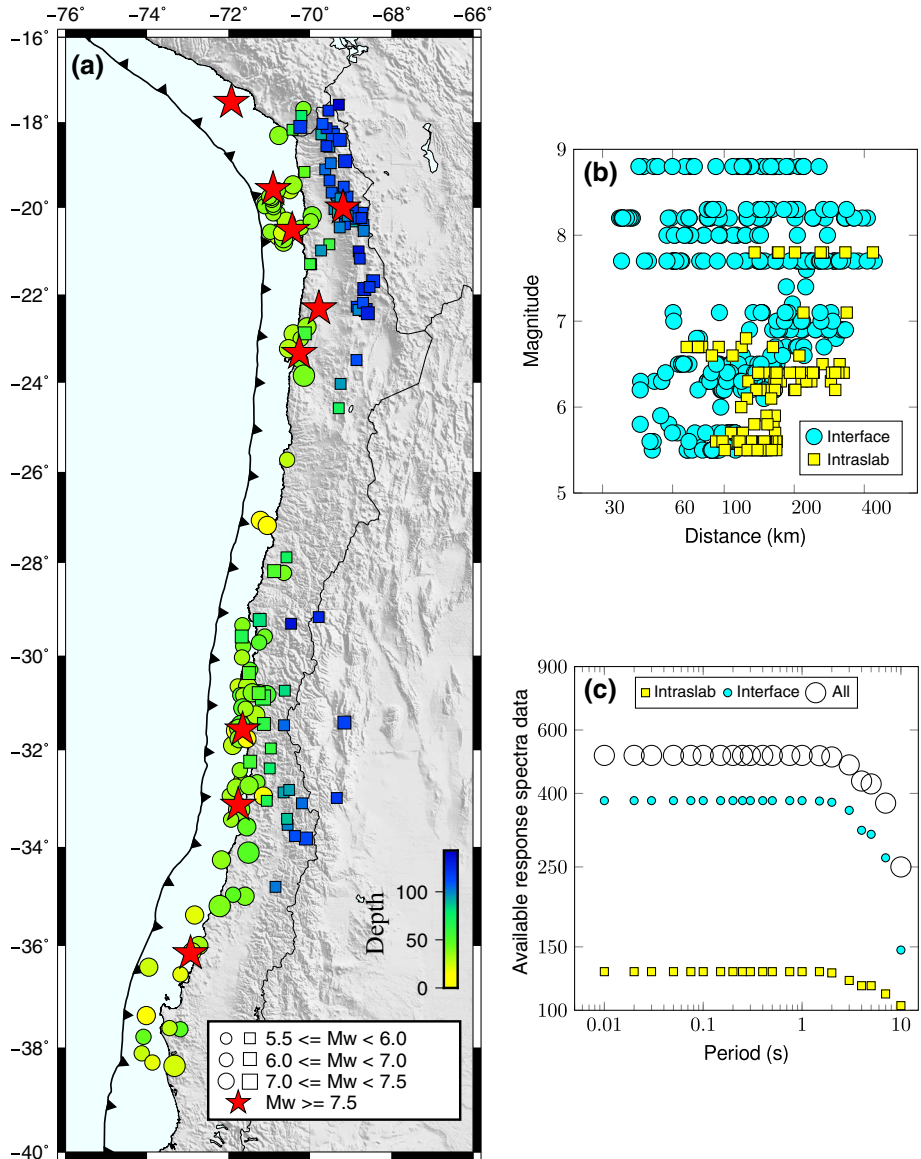 −76 −74 −72 −70 −68 −66
(a)
−16°
−18°
−20°
−22°
−24°
−26°
−28°
−30°
−32°
−34°
−36°
−38°
−40°
Depth
100
50
0
5.5 <= Mw < 6.0
6.0 <= Mw < 7.0
7.0 <= Mw < 7.5
Mw >= 7.5
(b)
Magnitude
9
8
7
6
5
Interface
Intraslab
30 60 100 200 400
Distance (km)
(c)
Intraslab Interface All
Available response spectra data
900
600
400
250
150
100
0.01 0.1 1 10
Period (s)